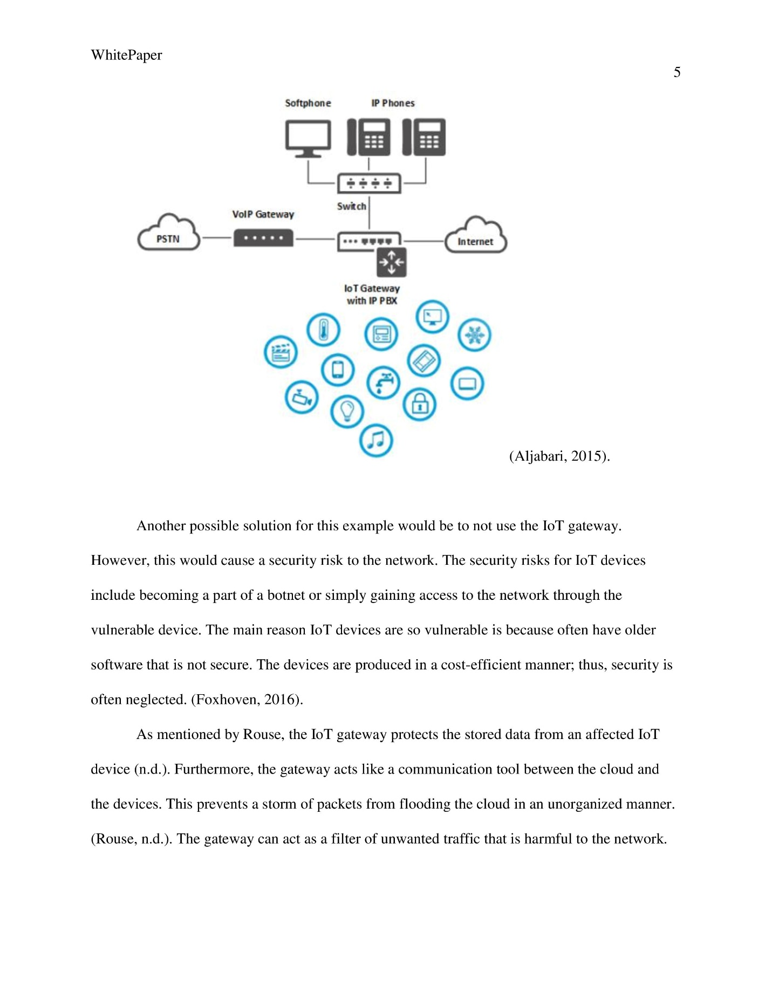 WhitePaper
5
Softphone
IP Phones
Switch
VoIP Gateway
PSTN
Internet
IoT Gateway
with IP PBX
(Aljabari, 2015).
Another possible solution for this example would be to not use the IoT gateway.
However, this would cause a security risk to the network. The security risks for IoT devices
include becoming a part of a botnet or simply gaining access to the network through the
vulnerable device. The main reason IoT devices are so vulnerable is because often have older
software that is not secure. The devices are produced in a cost-efficient manner; thus, security is
often neglected. (Foxhoven, 2016).
As mentioned by Rouse, the IoT gateway protects the stored data from an affected IoT
device (n.d.). Furthermore, the gateway acts like a communication tool between the cloud and
the devices. This prevents a storm of packets from flooding the cloud in an unorganized manner.
(Rouse, n.d.). The gateway can act as a filter of unwanted traffic that is harmful to the network.